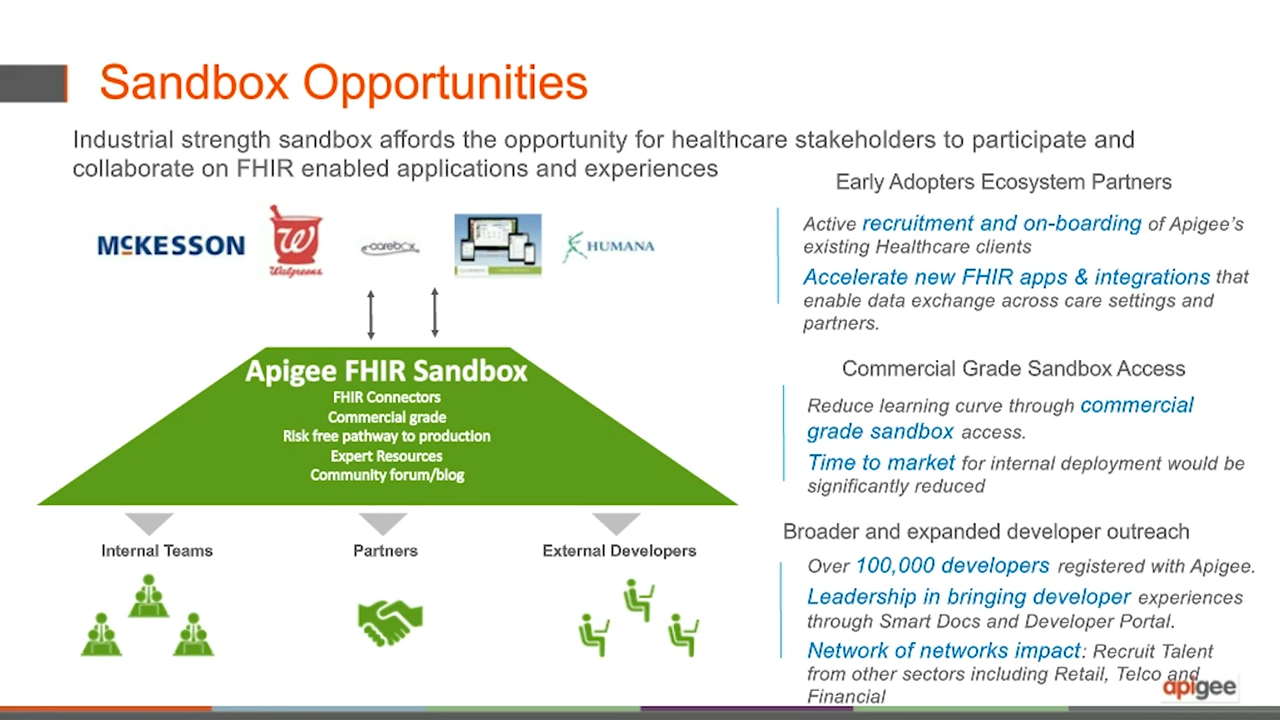 Sandbox Opportunities
Industrial strength sandbox affords the opportunity for healthcare stakeholders to participate and
collaborate on FHIR enabled applications and experiences
MCKESSON
W
Walgreens
carebox
HUMANA
Apigee FHIR Sandbox
FHIR Connectors
Commercial grade
Risk free pathway to production
Expert Resources
Community forum/blog
Internal Teams
Partners
External Developers
Early Adopters Ecosystem Partners
Active recruitment and on-boarding of Apigee’s
existing Healthcare clients
Accelerate new FHIR apps & integrations that
enable data exchange across care settings and
partners.
Commercial Grade Sandbox Access
Reduce learning curve through commercial
grade sandbox access.
Time to market for internal deployment would be
significantly reduced
Broader and expanded developer outreach
Over 100,000 developers registered with Apigee.
Leadership in bringing developer experiences
through Smart Docs and Developer Portal.
Network of networks impact: Recruit Talent
from other sectors including Retail, Telco and
Financial
apigee